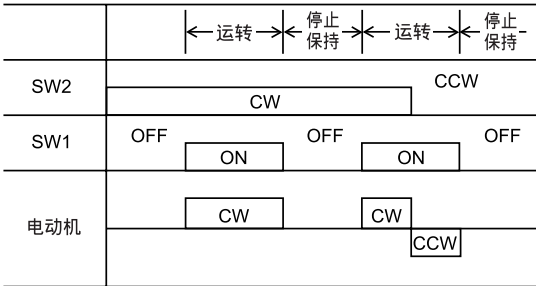 运转 停止 运转 停止
保持 保持
SW2 CW CCW
SW1 OFF ON OFF ON OFF
电动机 CW CW CCW